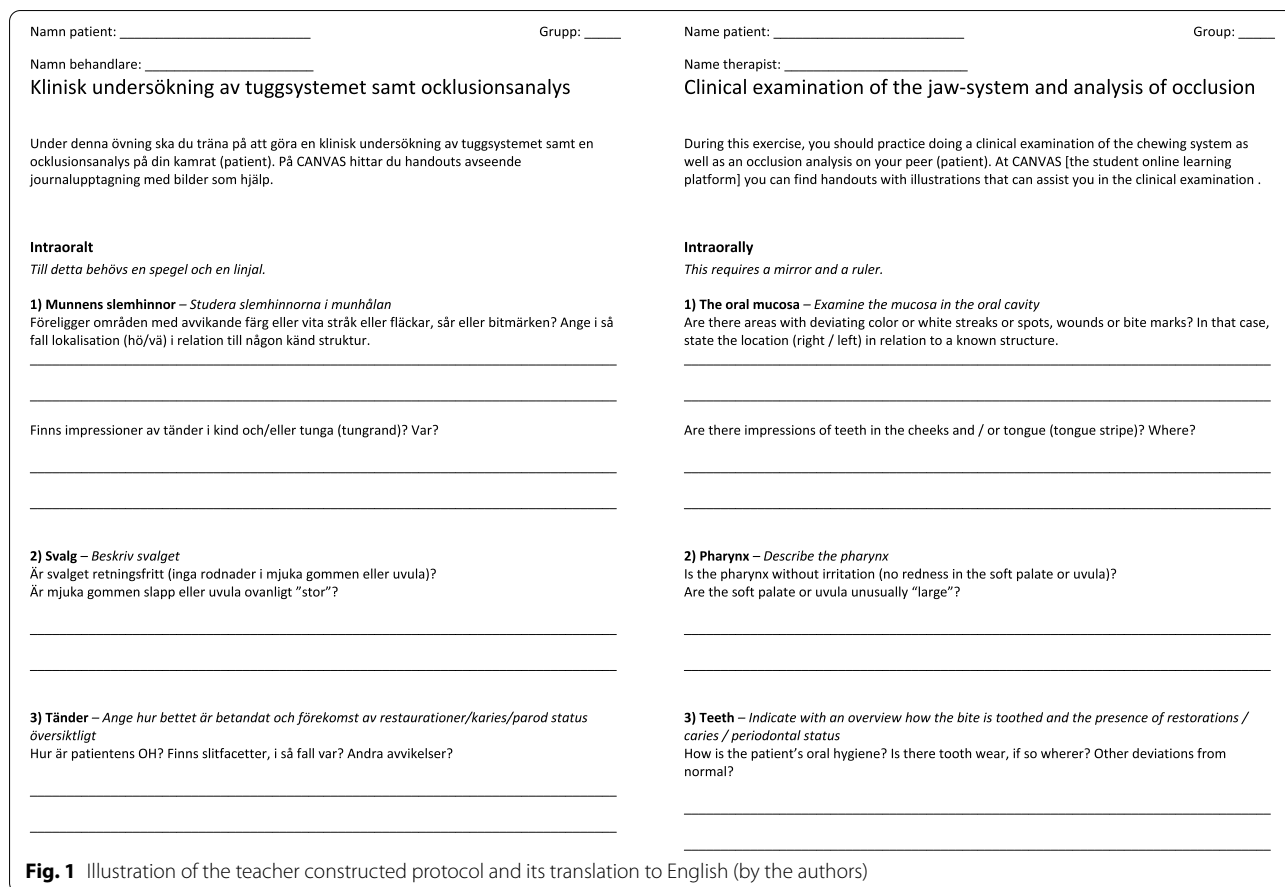 Namn patient: __________________________ Grupp: _____
Namn behandlare: _______________________
Klinisk undersökning av tuggsystemet samt ocklusionsanalys
Under denna övning ska du träna på att göra en klinisk undersökning av tuggsystemet samt en
ocklusionsanalys på din kamrat (patient). På CANVAS hittar du handouts avseende
journalupptagning med bilder som hjälp.
Intraoralt
Till detta behövs en spegel och en linjal.
1) Munnens slemhinnor – Studera slemhinnorna i munhålan
Föreligger områden med avvikande färg eller vita stråk eller fläckar, sår eller bitmärken? Ange i så
fall lokalisation (hö/vä) i relation till någon känd struktur.
Finns impressioner av tänder i kind och/eller tunga (tungrand)? Var?
2) Svalg – Beskriv svalget
Är svalget retningsfritt (inga rodnader i mjuka gommen eller uvula)?
Är mjuka gommen slapp eller uvula ovanligt ”stor”?
3) Tänder – Ange hur bettet är betandat och förekomst av restaurationer/karies/parod status
översiktligt
Hur är patientens OH? Finns slitfacetter, i så fall var? Andra avvikelser?
Name patient: __________________________ Group: _____
Name therapist: _________________________
Clinical examination of the jaw-system and analysis of occlusion
During this exercise, you should practice doing a clinical examination of the chewing system as
well as an occlusion analysis on your peer (patient). At CANVAS [the student online learning
platform] you can find handouts with illustrations that can assist you in the clinical examination .
Intraorally
This requires a mirror and a ruler.
1) The oral mucosa – Examine the mucosa in the oral cavity
Are there areas with deviating color or white streaks or spots, wounds or bite marks? In that case,
state the location (right / left) in relation to a known structure.
Are there impressions of teeth in the cheeks and / or tongue (tongue stripe)? Where?
2) Pharynx – Describe the pharynx
Is the pharynx without irritation (no redness in the soft palate or uvula)?
Are the soft palate or uvula unusually “large”?
3) Teeth – Indicate with an overview how the bite is toothed and the presence of restorations /
caries / periodontal status
How is the patient’s oral hygiene? Is there tooth wear, if so wherer? Other deviations from
normal?
Fig. 1 Illustration of the teacher constructed protocol and its translation to English (by the authors)